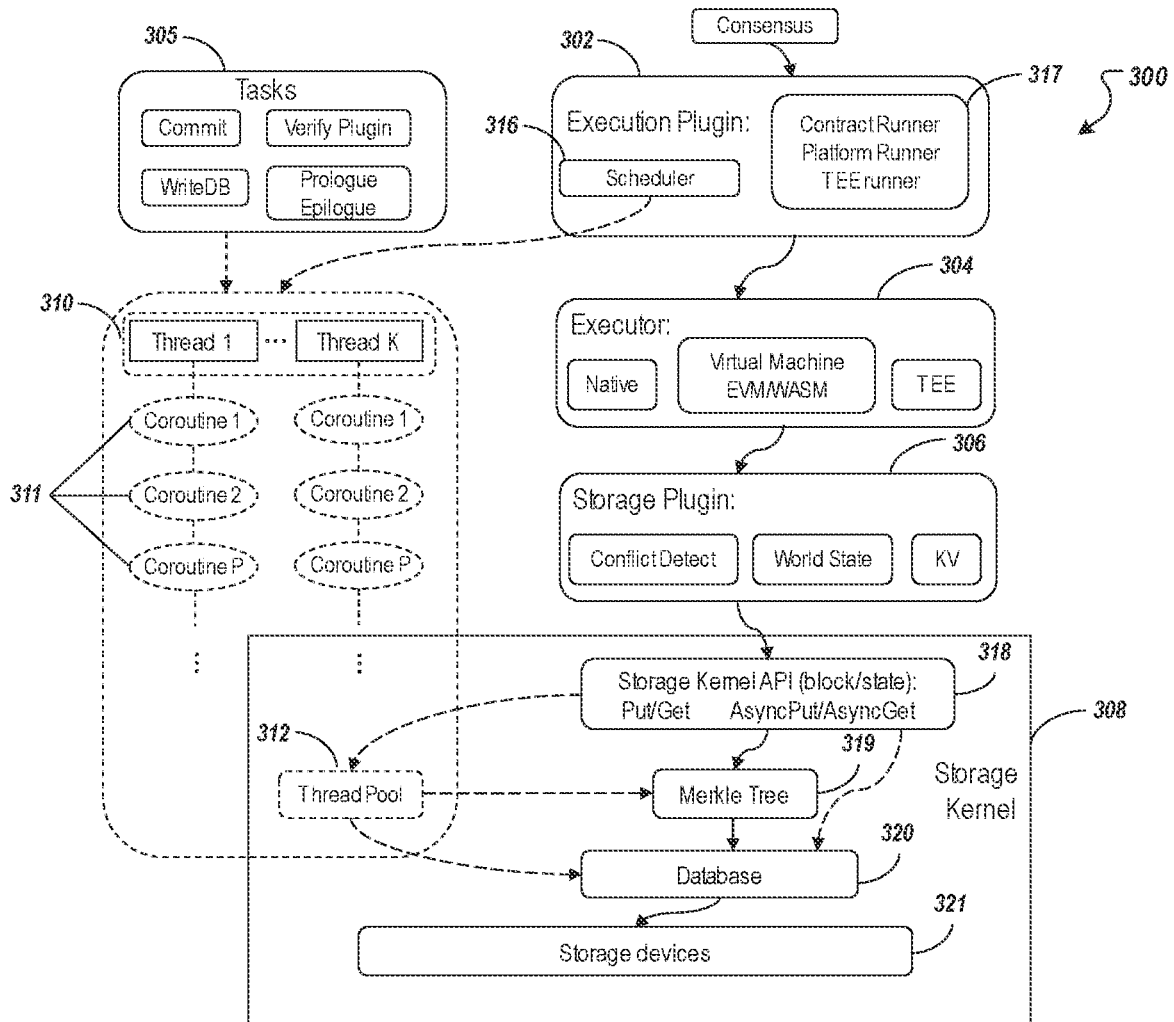 305
Tasks
Commit
Verify Plugin
WriteDB
Prologue
Epilogue
Consensus
302
317
300
Execution Plugin:
316
Scheduler
Contract Runner
Platform Runner
TEE runner
304
Executor:
Native
Virtual Machine
EVM/WASM
TEE
310
Thread 1
...
Thread K
Coroutine 1
Coroutine 1
311
Coroutine 2
Coroutine 2
Coroutine P
Coroutine P
306
Storage Plugin:
Conflict Detect
World State
KV
318
Storage Kernel API (block/state):
Put/Get AsyncPut/AsyncGet
308
312
319
Thread Pool
Merkle Tree
Storage
Kernel
320
Database
321
Storage devices